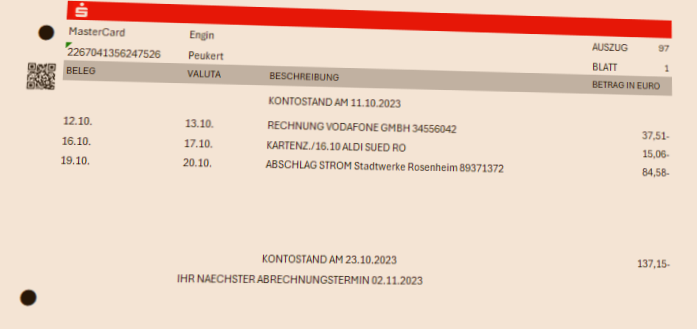 MasterCard Engin AUSZUG 97
2267041356247526 Peukert BLATT 1
BELEG VALUTA BESCHREIBUNG BETRAG IN EURO
KONTOSTAND AM 11.10.2023
12.10. 13.10. RECHNUNG VODAFONE GMBH 34556042 37,51-
16.10. 17.10. KARTENZ./16.10 ALDI SUED RO 15,06-
19.10. 20.10. ABSCHLAG STROM Stadtwerke Rosenheim 89371372 84,58-
KONTOSTAND AM 23.10.2023 137,15-
IHR NAECHSTER ABRECHNUNGSTERMIN 02.11.2023